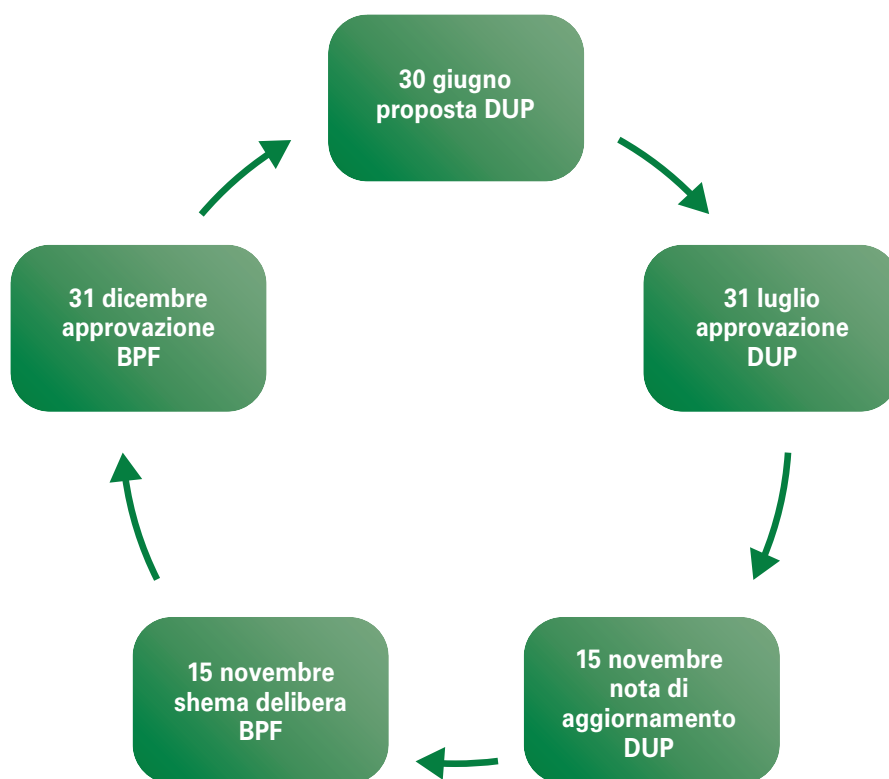 30 giugno
proposta DUP
31 luglio
approvazione
DUP
15 novembre
nota di
aggiornamento
DUP
15 novembre
shema delibera
BPF
31 dicembre
approvazione
BPF